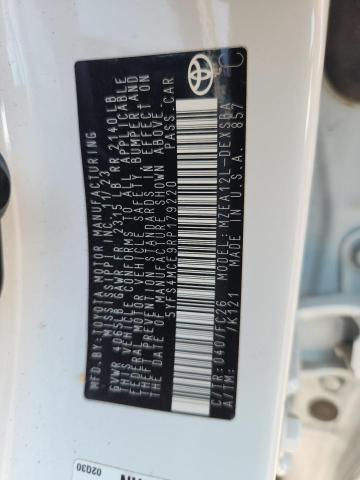 MFD.BY: TOYOTA MOTOR MANUFACTURING
MISSISSIPPI INC. 11/23
GVWR 4065LB GAWR FR 2315LB RR 2140LB
THIS VEHICLE CONFORMS TO ALL APPLICABLE
FEDERAL MOTOR VEHICLE SAFETY BUMPER AND
THEFT PREVENTION STANDARDS IN EFFECT ON
THE DATE OF MANUFACTURE SHOWN ABOVE.
5YFS4MCE9RP179220 PASS.CAR
C/TR: 040/FC26 MODEL: MZEA12L-DEXSBA
A/TM: /K121 MADE IN U.S.A. 857
C
TOYOTA
02G30